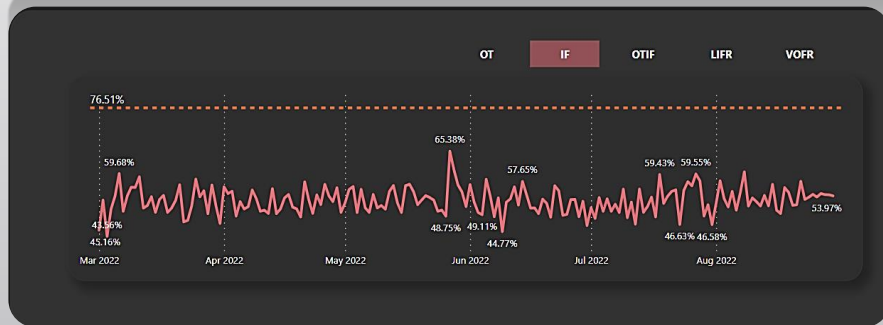 OT IF OTIF LIFR VOFR
76.51%
65.38%
59.68% 57.65% 59.43% 59.55%
53.97%
48.75% 49.11% 46.63% 46.58%
45.16% 44.77%
Mar 2022 Apr 2022 May 2022 Jun 2022 Jul 2022 Aug 2022